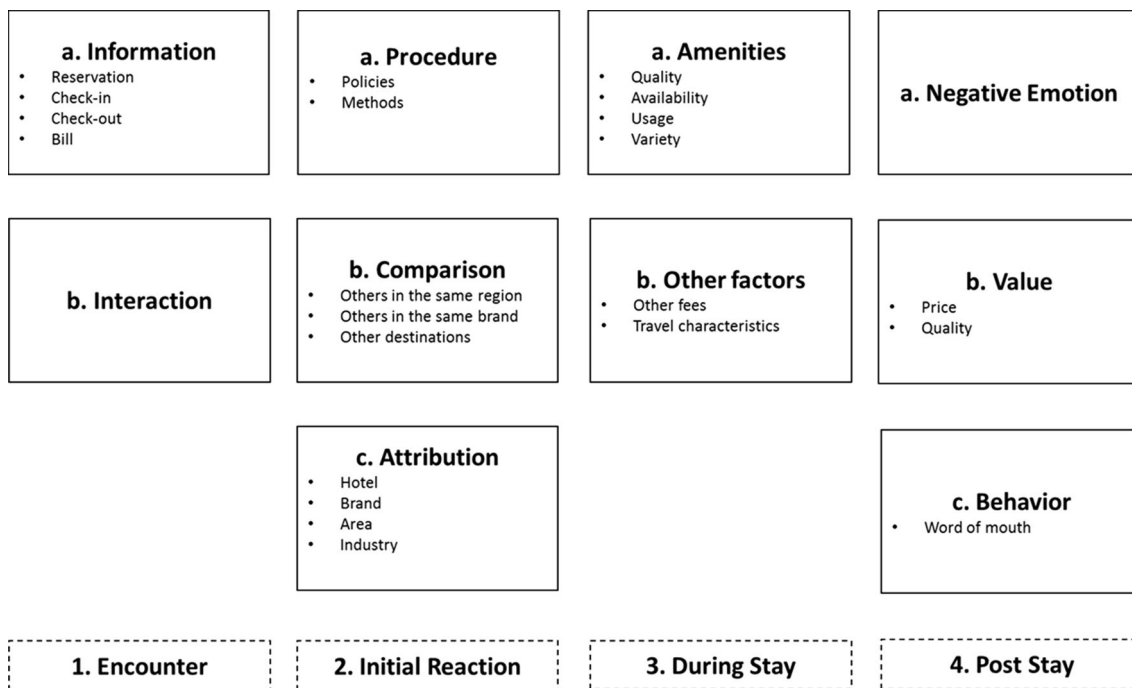 a. Information
• Reservation
• Check-in
• Check-out
• Bill
a. Procedure
• Policies
• Methods
a. Amenities
• Quality
• Availability
• Usage
• Variety
a. Negative Emotion
b. Interaction
b. Comparison
• Others in the same region
• Others in the same brand
• Other destinations
b. Other factors
• Other fees
• Travel characteristics
b. Value
• Price
• Quality
c. Attribution
• Hotel
• Brand
• Area
• Industry
c. Behavior
• Word of mouth
1. Encounter
2. Initial Reaction
3. During Stay
4. Post Stay